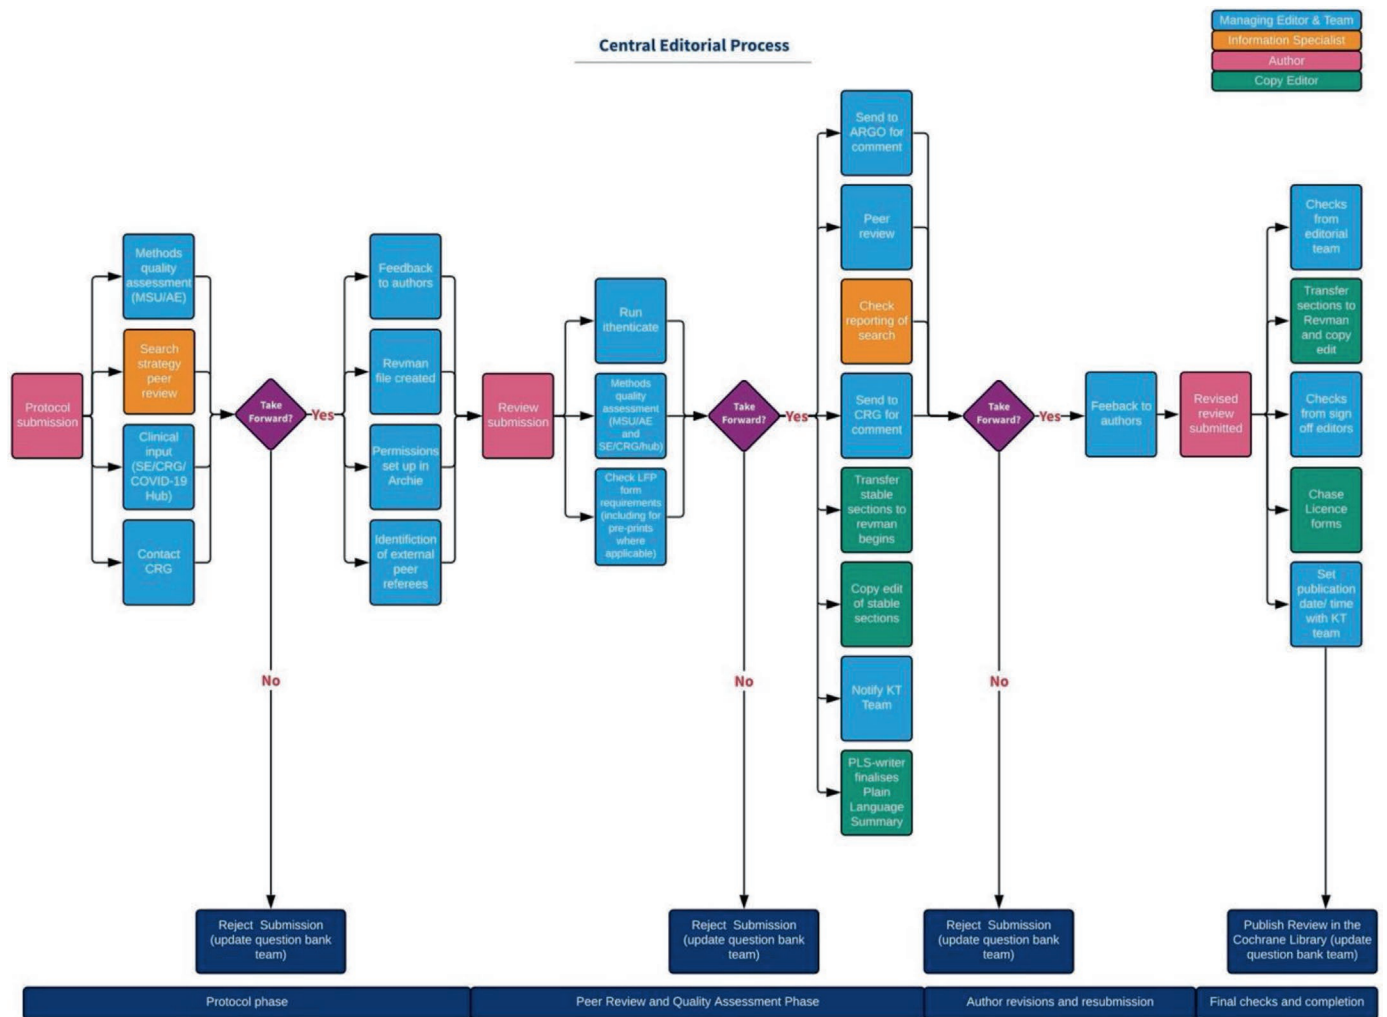 Central Editorial Process
Managing Editor & Team
Information Specialist
Author
Copy Editor
Protocol
submission
Methods
quality
assessment
(MSU/AE)
Search
strategy
peer
review
Clinical
input
(SE/CRG/
COVID-19
Hub)
Contact
CRG
Take
Forward?
Yes
No
Reject Submission
(update question bank
team)
Feedback
to authors
Revman
file created
Permissions
set up in
Archie
Identifiction
of external
peer
referees
Review
submission
Run
ithenticate
Methods
quality
assessment
(MSU/AE
and
SE/CRG/hub)
Check LFP
form
requirements
(including for
pre-prints
where
applicable)
Take
Forward?
Yes
No
Reject Submission
(update question bank
team)
Send to
ARGO for
comment
Peer
review
Check
reporting of
search
Send to
CRG for
comment
Transfer
stable
sections to
revman
begins
Copy edit
of stable
sections
Notify KT
Team
PLS-writer
finalises
Plain
Language
Summary
Take
Forward?
Yes
No
Reject Submission
(update question bank
team)
Feeback to
authors
Revised
review
submitted
Checks
from
editorial
team
Transfer
sections to
Revman
and copy
edit
Checks
from sign
off editors
Chase
Licence
forms
Set
publication
date/ time
with KT
team
Publish Review in the
Cochrane Library (update
question bank team)
Protocol phase
Peer Review and Quality Assessment Phase
Author revisions and resubmission
Final checks and completion